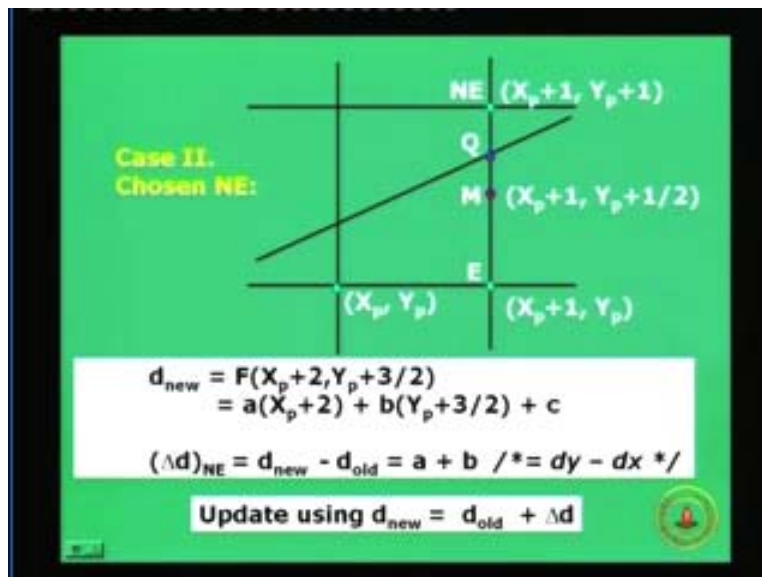 NE (Xp+1, Yp+1)
Q
Case II.
Chosen NE:
M (Xp+1, Yp+1/2)
E
(Xp, Yp)
(Xp+1, Yp)
dnew = F(Xp+2,Yp+3/2)
= a(Xp+2) + b(Yp+3/2) + c
(Δd)NE = dnew - dold = a + b /*= dy – dx */
Update using dnew = dold + Δd